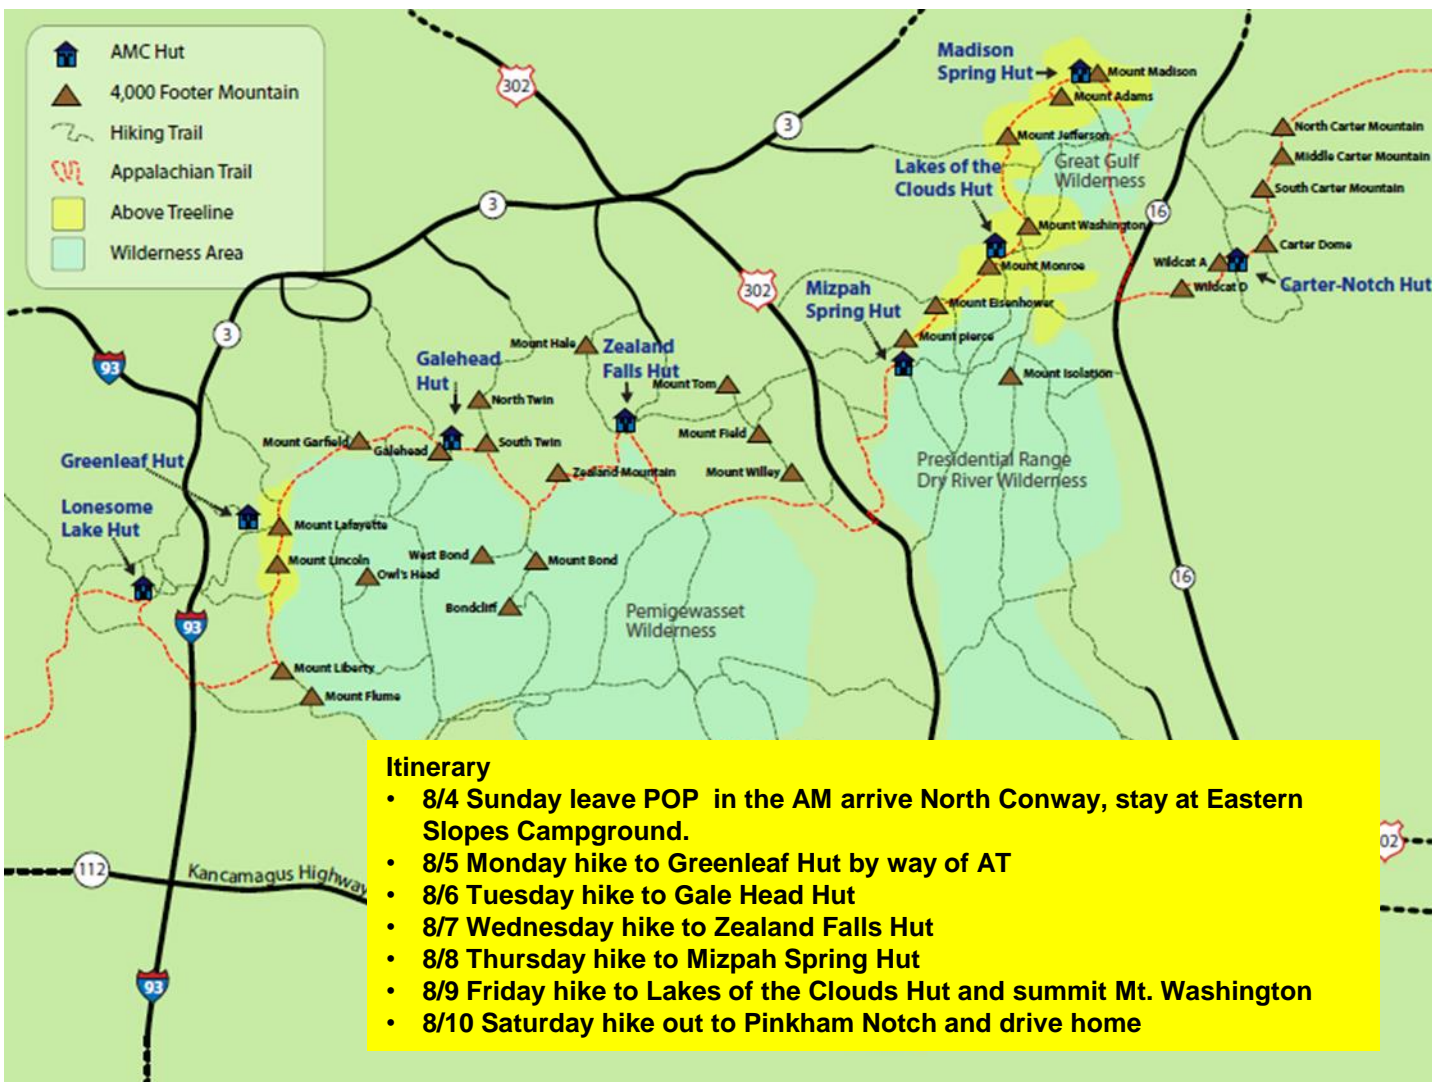 AMC Hut
4,000 Footer Mountain
Hiking Trail
Appalachian Trail
Above Treeline
Wilderness Area
302
3
Madison
Spring Hut
Mount Madison
Mount Adams
Mount Jefferson
Great Gulf
Wilderness
Lakes of the
Clouds Hut
North Carter Mountain
Middle Carter Mountain
South Carter Mountain
3
16
Mount Washington
Carter Dome
Wildcat A
Wildcat D
Carter-Notch Hut
Mount Monroe
302
Mizpah
Spring Hut
Mount Eisenhower
Mount pierce
Mount Isolation
3
93
Mount Hale
Zealand
Falls Hut
Galehead
Hut
Mount Tom
North Twin
Mount Garfield
Galehead
South Twin
Mount Field
Zealand Mountain
Mount Willey
Presidential Range
Dry River Wilderness
Greenleaf Hut
Lonesome
Lake Hut
Mount Lafayette
Mount Lincoln
Owl's Head
West Bond
Mount Bond
Bondcliff
Pemigewasset
Wilderness
16
93
Mount Liberty
Mount Flume
112
Kancamagus Highway
93
02
Itinerary
• 8/4 Sunday leave POP in the AM arrive North Conway, stay at Eastern
Slopes Campground.
• 8/5 Monday hike to Greenleaf Hut by way of AT
• 8/6 Tuesday hike to Gale Head Hut
• 8/7 Wednesday hike to Zealand Falls Hut
• 8/8 Thursday hike to Mizpah Spring Hut
• 8/9 Friday hike to Lakes of the Clouds Hut and summit Mt. Washington
• 8/10 Saturday hike out to Pinkham Notch and drive home